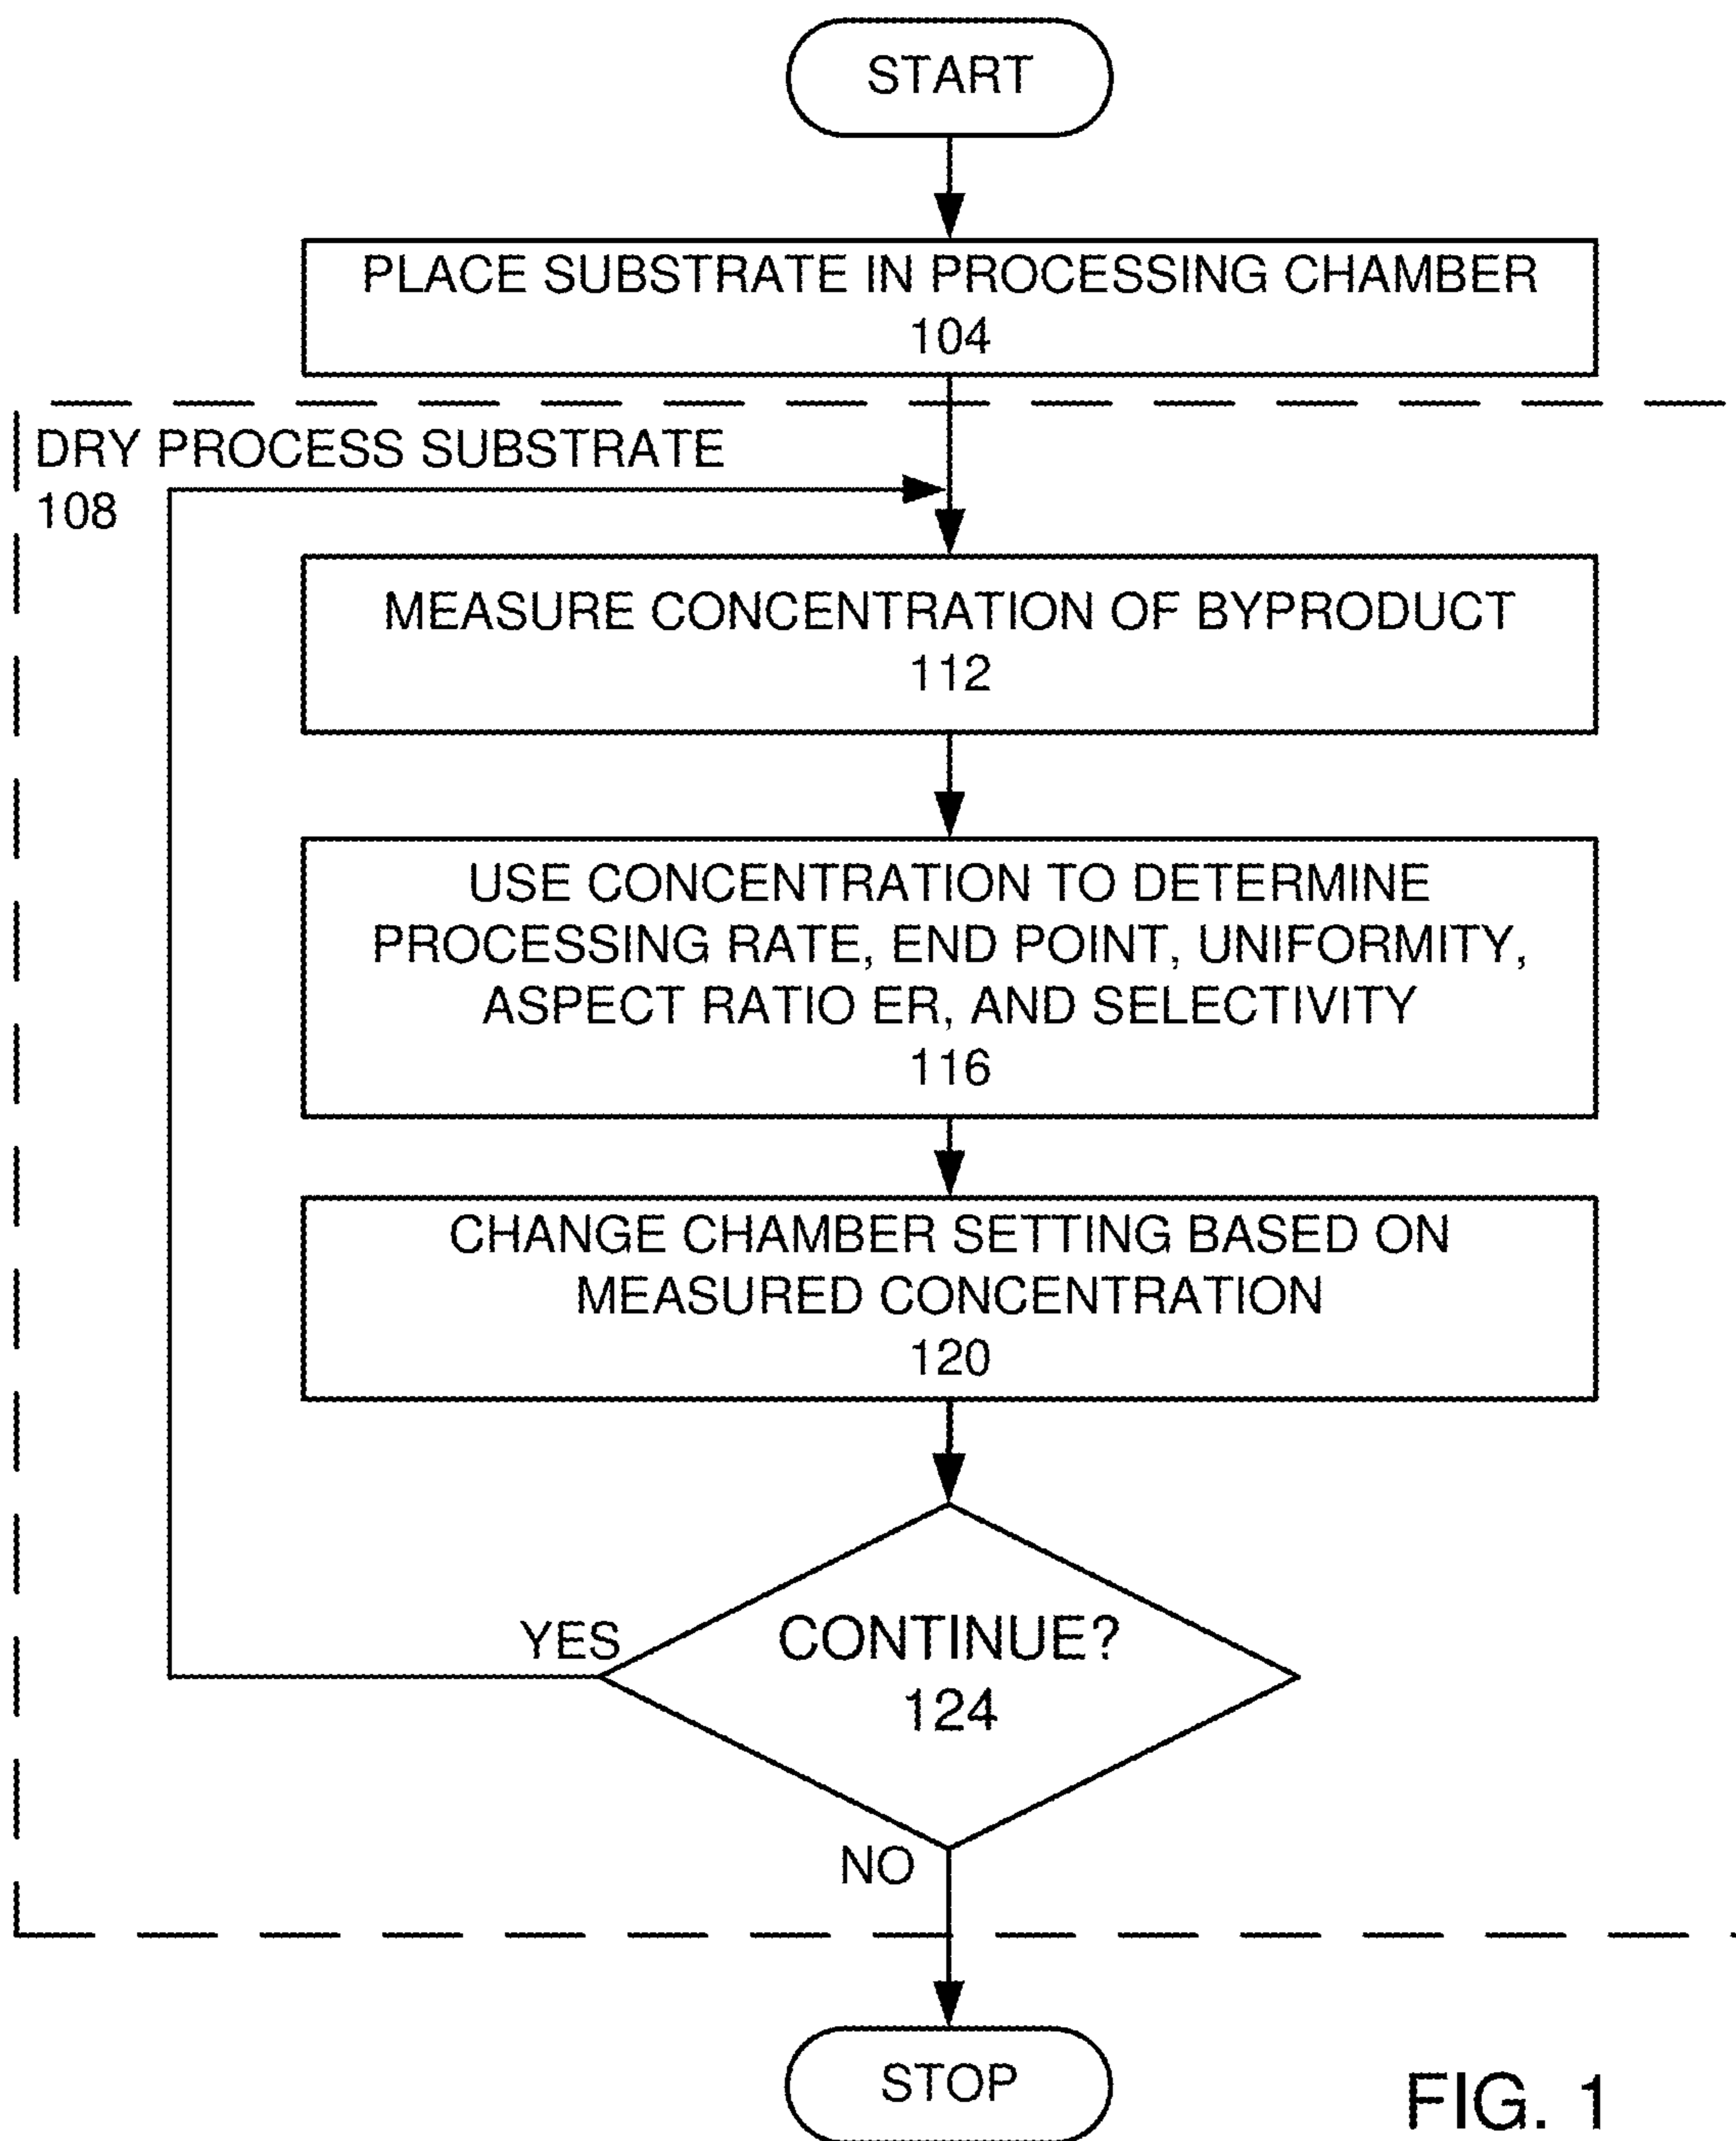 START
PLACE SUBSTRATE IN PROCESSING CHAMBER
104
DRY PROCESS SUBSTRATE
108
MEASURE CONCENTRATION OF BYPRODUCT
112
USE CONCENTRATION TO DETERMINE
PROCESSING RATE, END POINT, UNIFORMITY,
ASPECT RATIO ER, AND SELECTIVITY
116
CHANGE CHAMBER SETTING BASED ON
MEASURED CONCENTRATION
120
YES
CONTINUE?
124
NO
STOP
FIG. 1